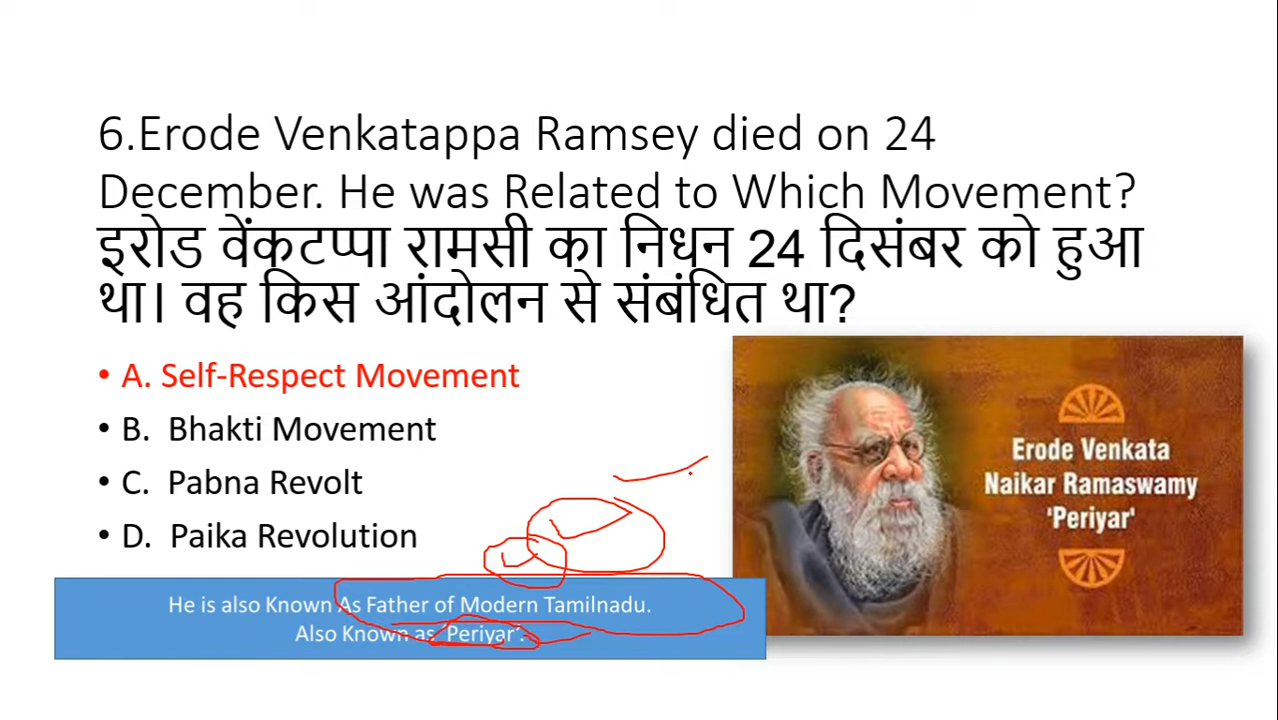 6.Erode Venkatappa Ramsey died on 24
December. He was Related to Which Movement?
इरोड वेंकटप्पा रामसी का निधन 24 दिसंबर को हुआ
था। वह किस आंदोलन से संबंधित था?
• A. Self-Respect Movement
• B. Bhakti Movement
• C. Pabna Revolt
• D. Paika Revolution
Erode Venkata
Naikar Ramaswamy
'Periyar'
He is also Known As Father of Modern Tamilnadu.
Also Known as 'Periyar'.